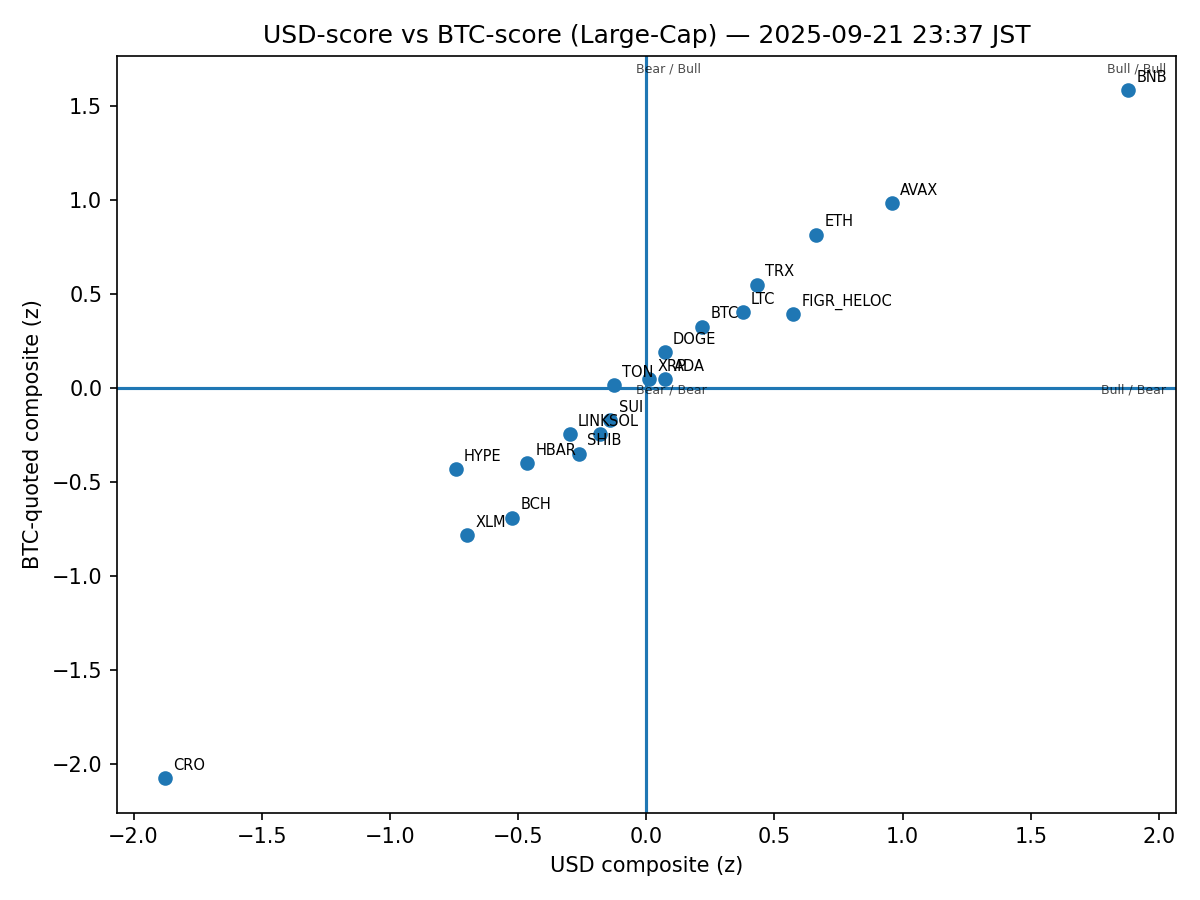 USD-score vs BTC-score (Large-Cap) — 2025-09-21 23:37 JST
Bear / Bull
Bull / Bull
BNB
AVAX
ETH
TRX
LTC
FIGR_HELOC
BTC
DOGE
TON
XRP
ADA
Bear / Bear
Bull / Bear
SUI
LINK
SOL
SHIB
HBAR
HYPE
BCH
XLM
CRO
1.5
1.0
0.5
0.0
−0.5
−1.0
−1.5
−2.0
BTC-quoted composite (z)
−2.0
−1.5
−1.0
−0.5
0.0
0.5
1.0
1.5
2.0
USD composite (z)